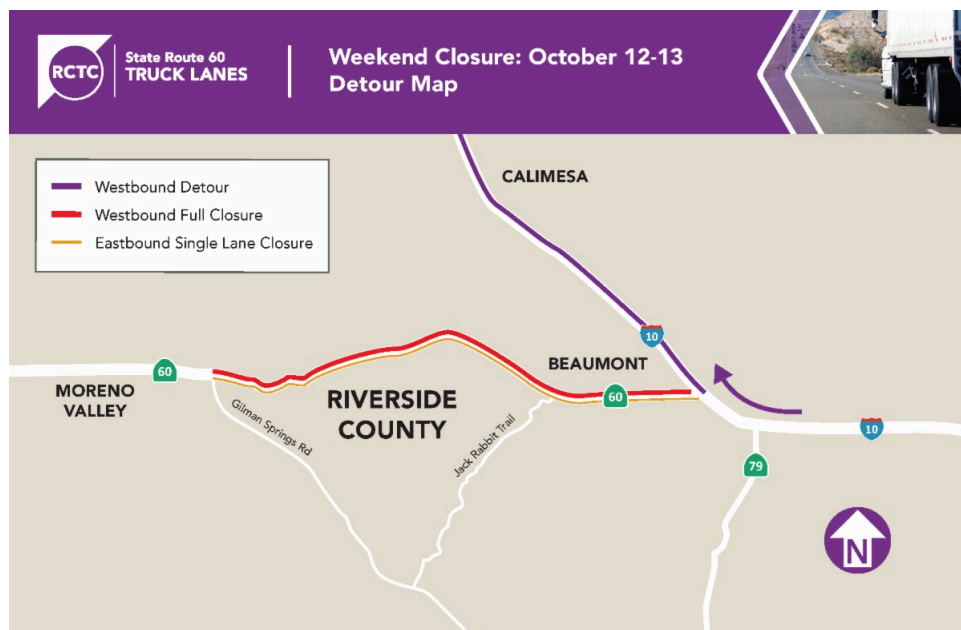 RCTC
State Route 60
TRUCK LANES
Weekend Closure: October 12-13
Detour Map
Westbound Detour
Westbound Full Closure
Eastbound Single Lane Closure
CALIMESA
10
BEAUMONT
60
MORENO
VALLEY
RIVERSIDE
COUNTY
60
Gilman Springs Rd
Jack Rabbit Trail
10
79
N